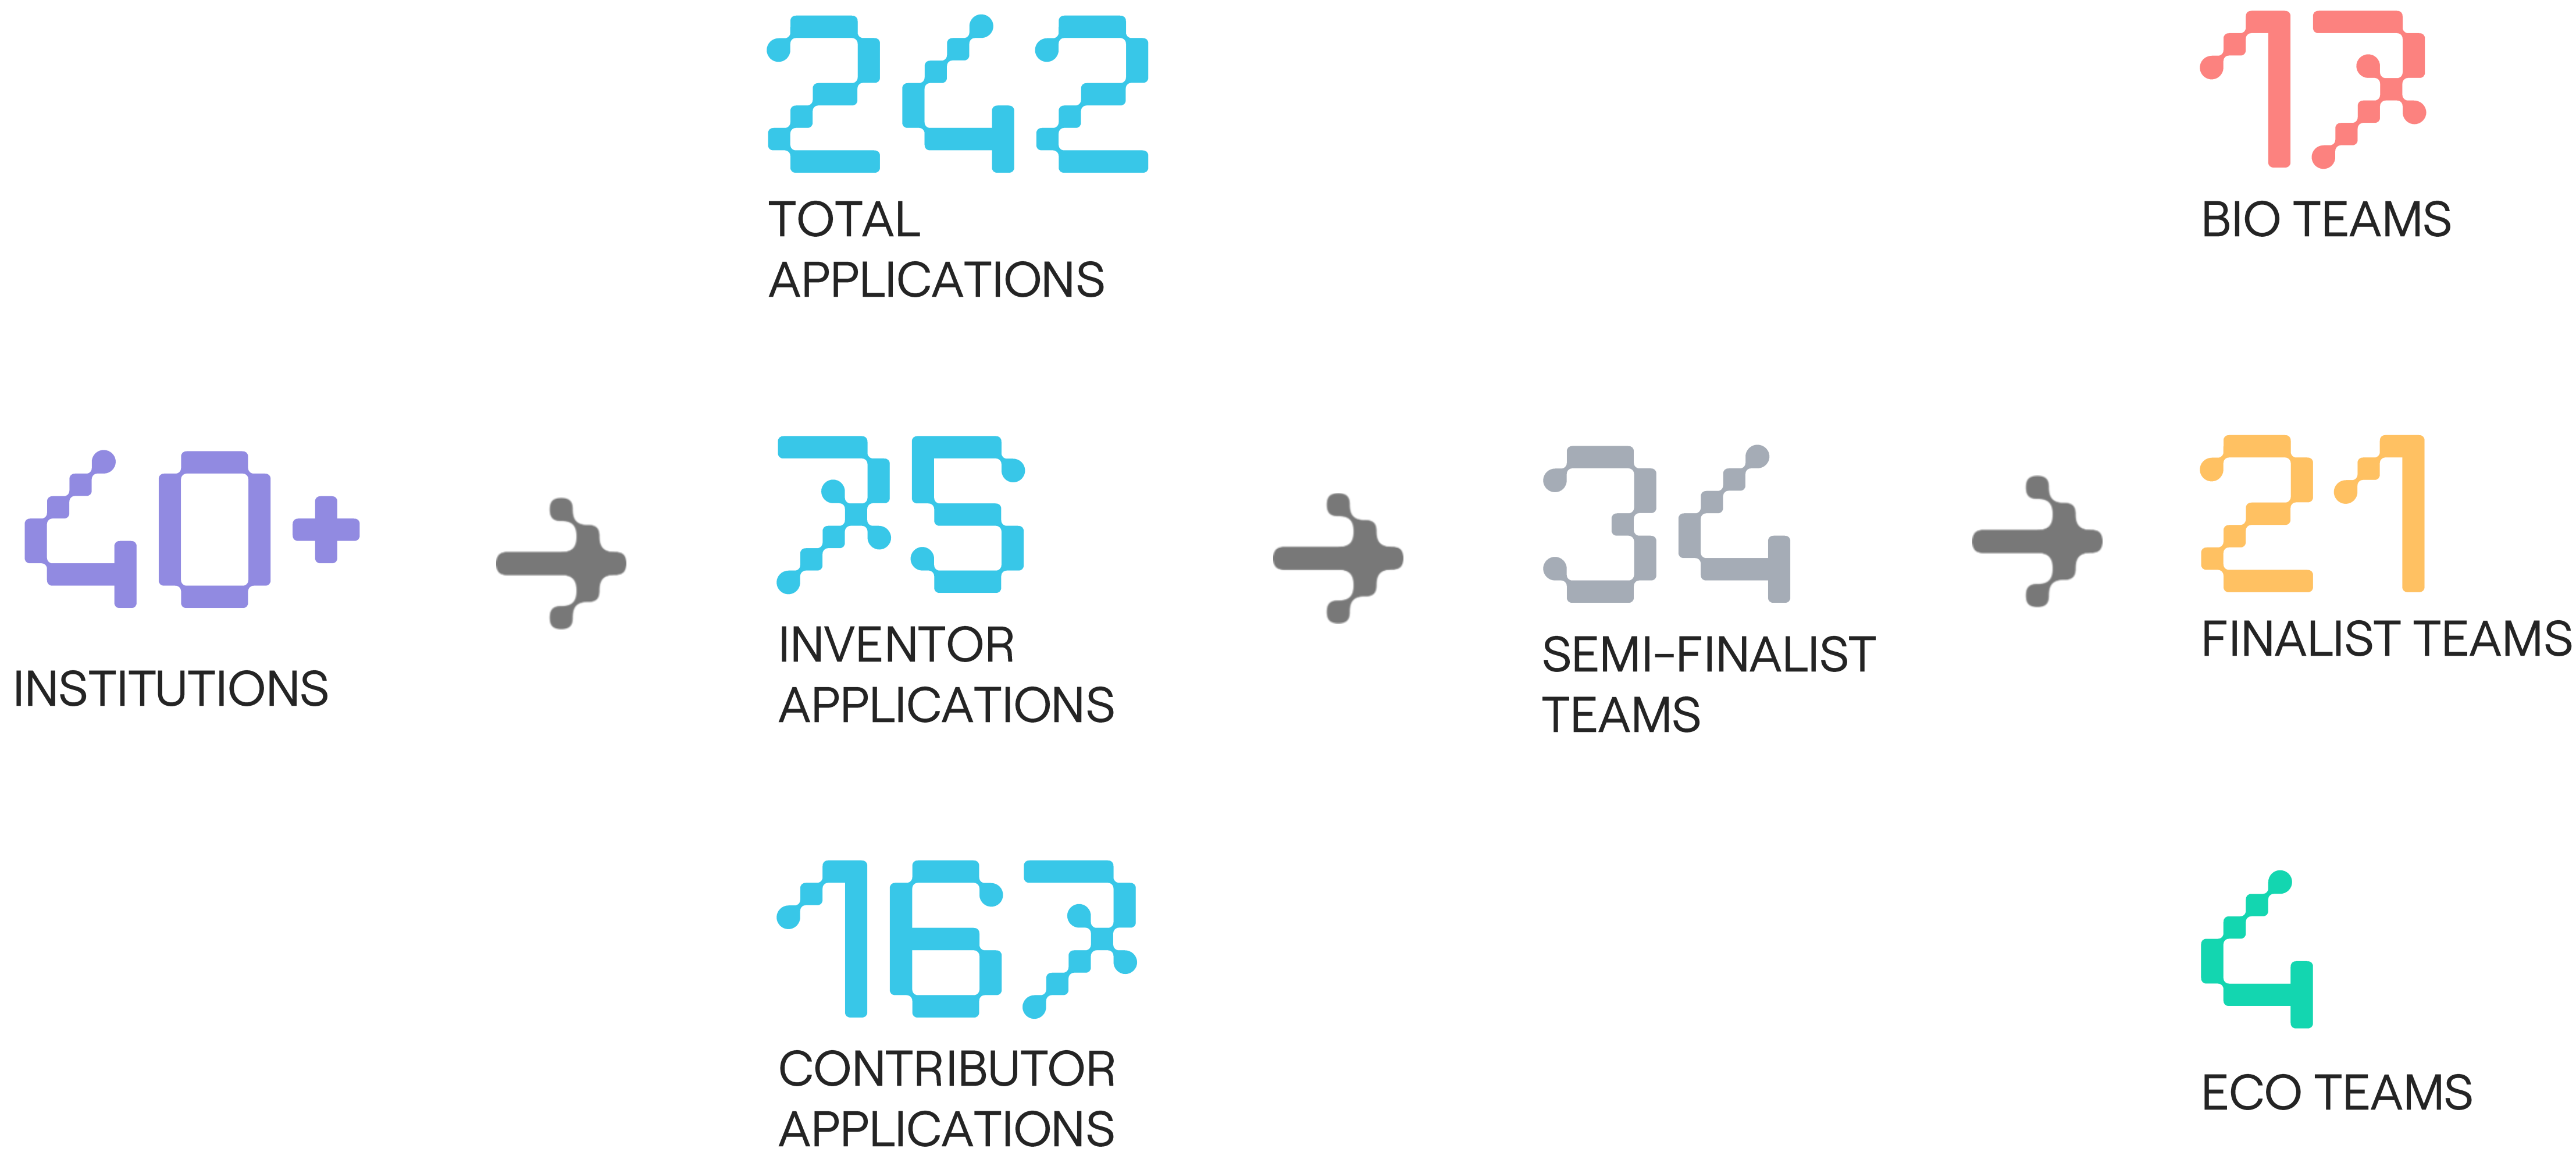 40+
INSTITUTIONS
242
TOTAL
APPLICATIONS
75
INVENTOR
APPLICATIONS
167
CONTRIBUTOR
APPLICATIONS
34
SEMI-FINALIST
TEAMS
17
BIO TEAMS
21
FINALIST TEAMS
4
ECO TEAMS